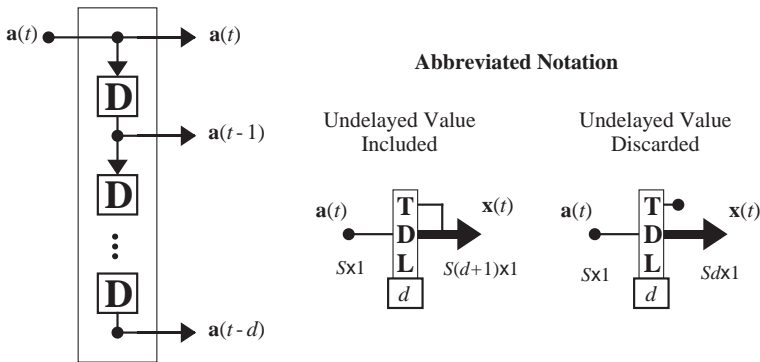 a(t) a(t)
D
a(t-1)
D
D
a(t-d)
Abbreviated Notation
Undelayed Value
Included
a(t) T x(t)
D
L
Sx1 S(d+1)x1
d
Undelayed Value
Discarded
a(t) T x(t)
D
L
Sx1 Sdx1
d